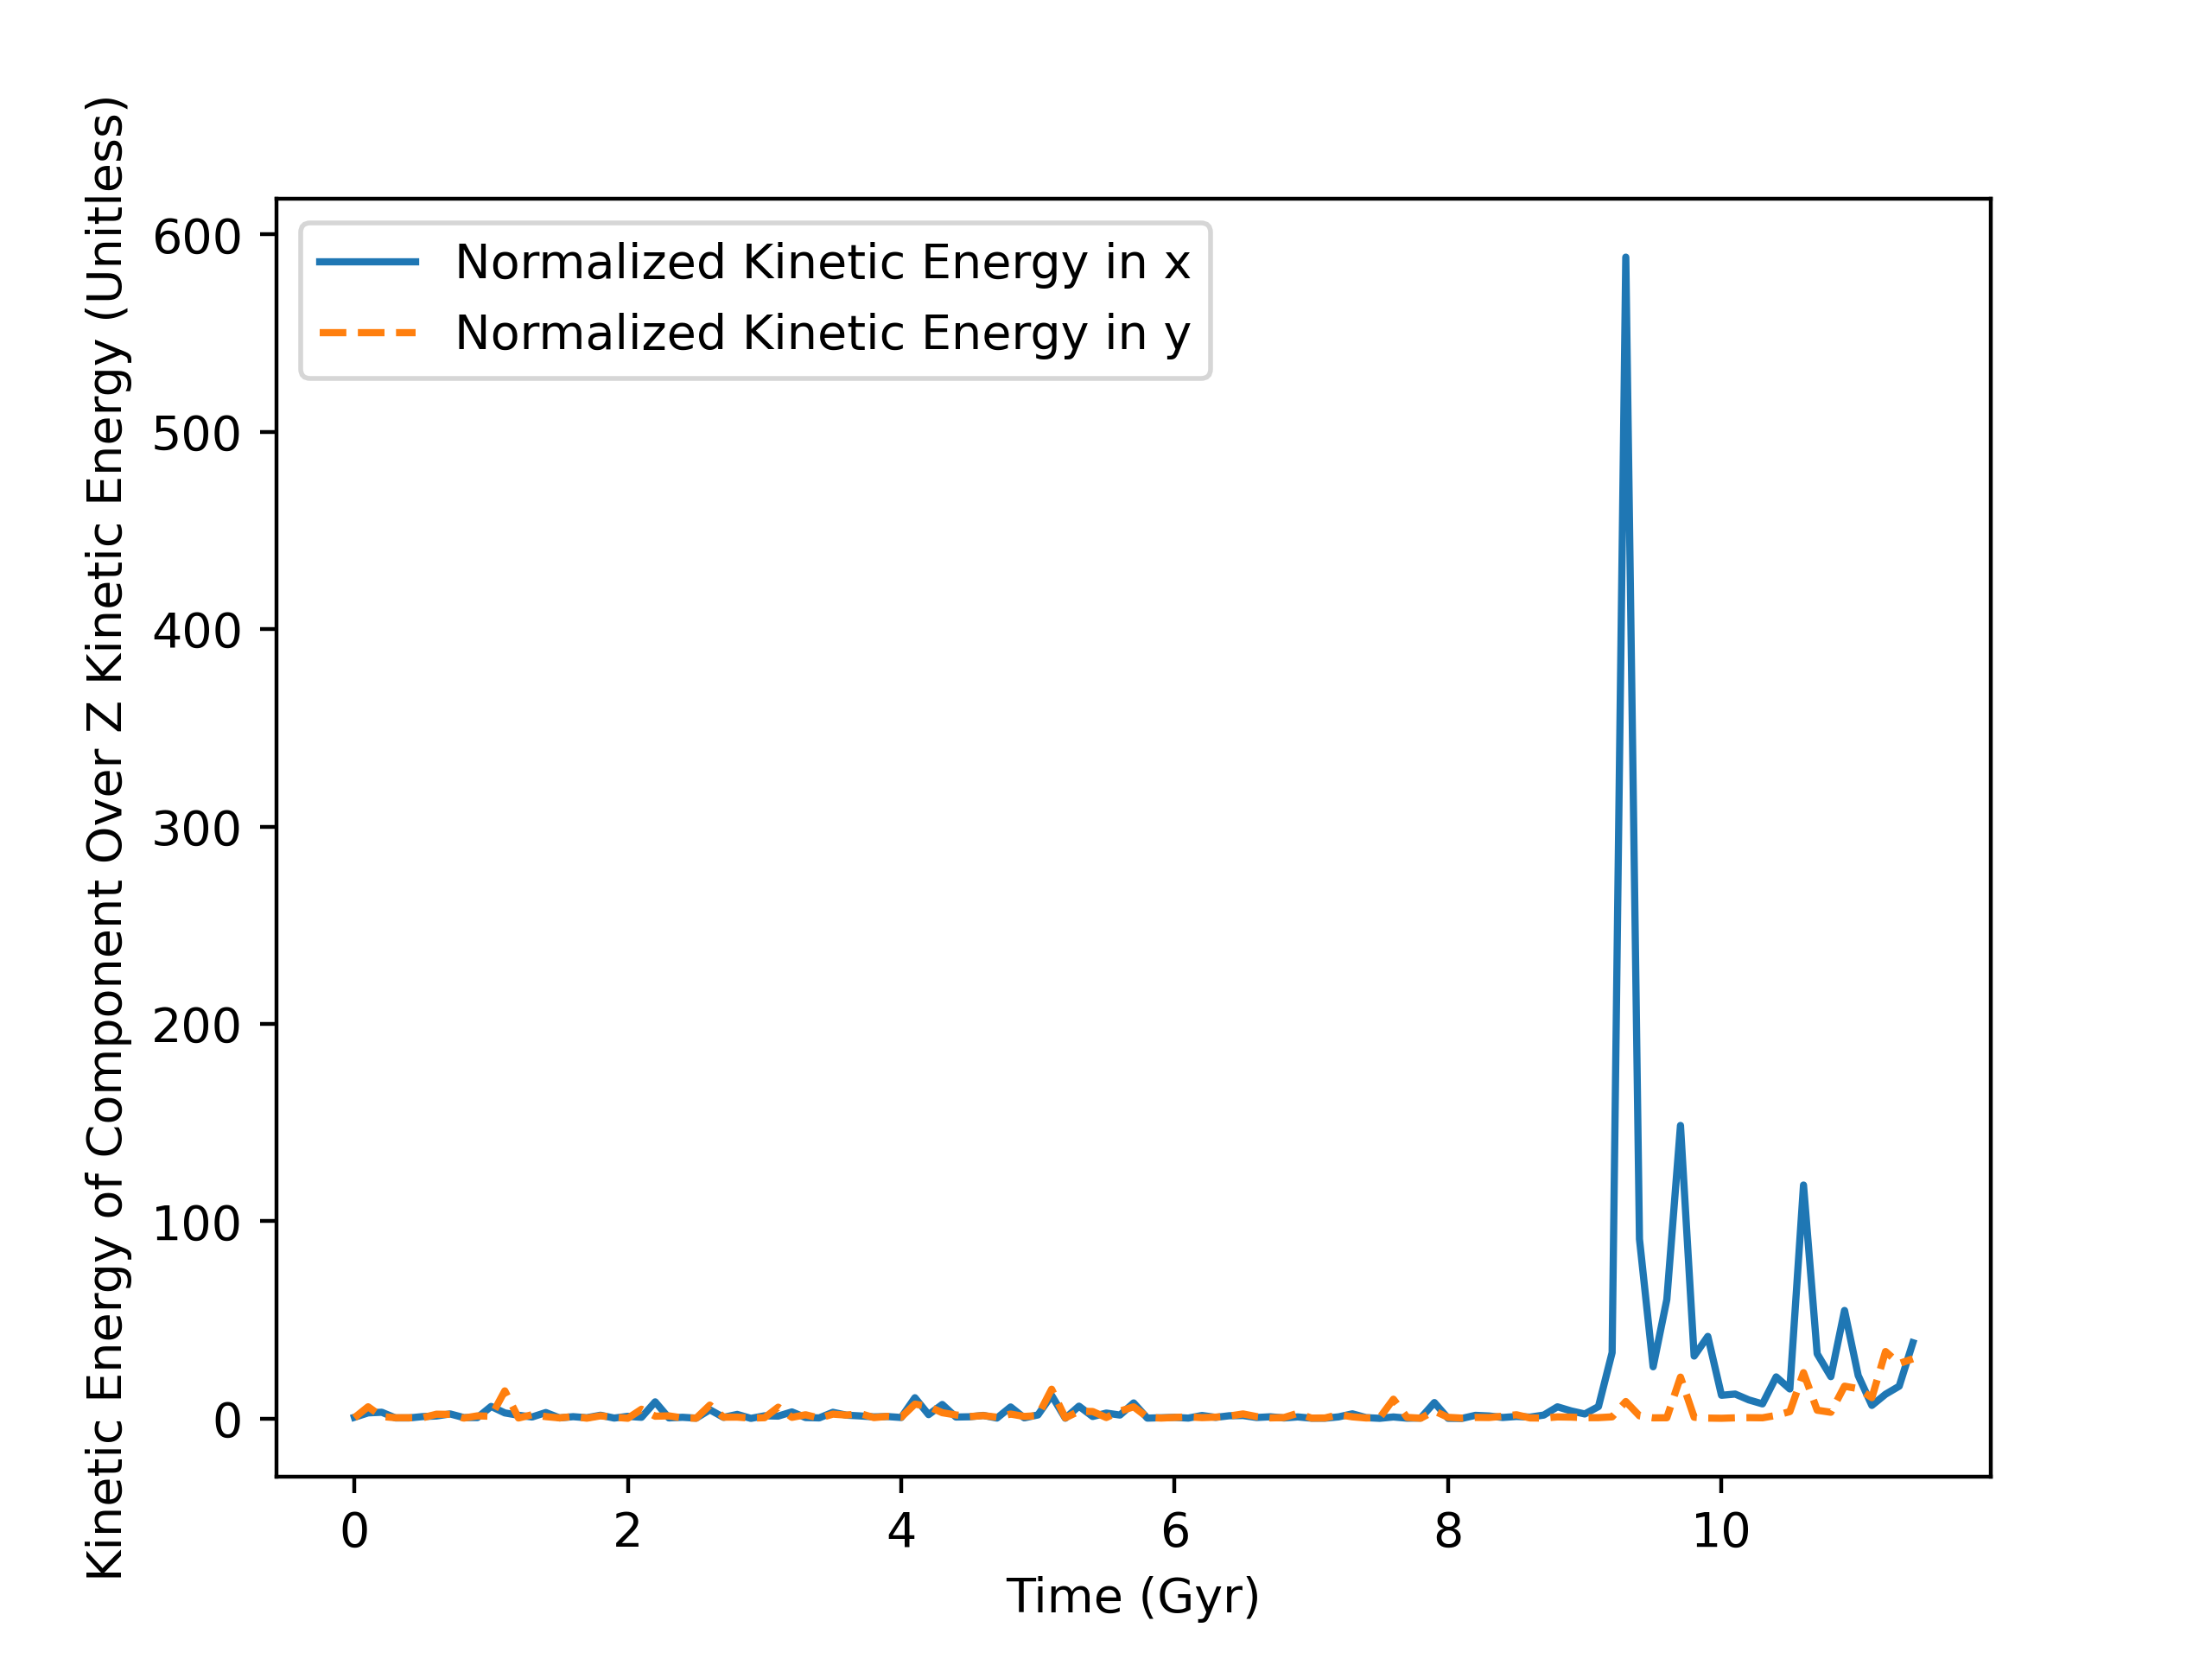 Kinetic Energy of Component Over Z Kinetic Energy (Unitless)
600
500
400
300
200
100
0
Normalized Kinetic Energy in x
Normalized Kinetic Energy in y
0 2 4 6 8 10
Time (Gyr)